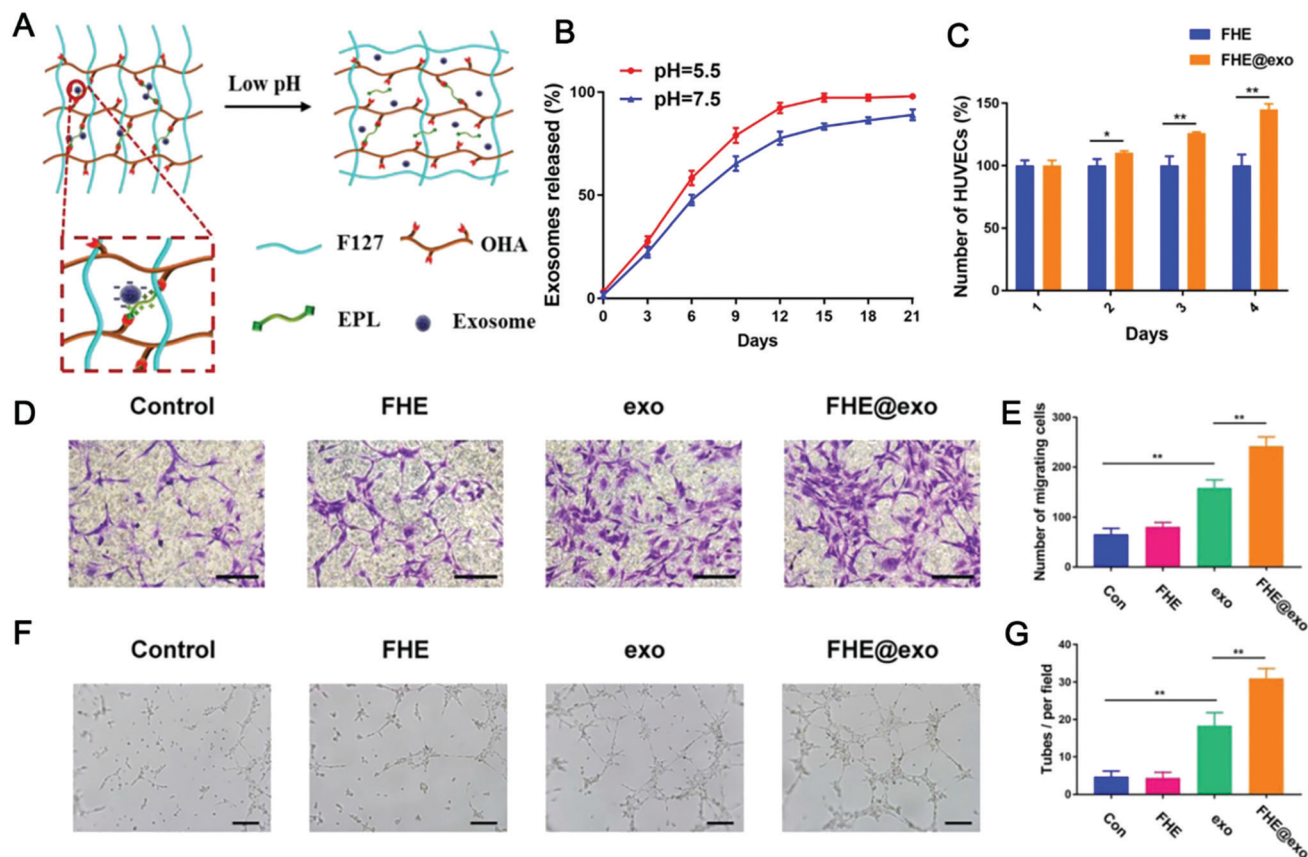 A
Low pH
F127
OHA
EPL
Exosome
B
pH=5.5
pH=7.5
Exosomes released (%)
100
50
0
0 3 6 9 12 15 18 21
Days
C
FHE
FHE@exo
Number of HUVECs (%)
150
100
50
0
* ** **
1 2 3 4
Days
D
Control FHE exo FHE@exo
E
Number of migrating cells
300
200
100
0
**
**
Con FHE exo FHE@exo
F
Control FHE exo FHE@exo
G
Tubes / per field
40
30
20
10
0
**
**
Con FHE exo FHE@exo